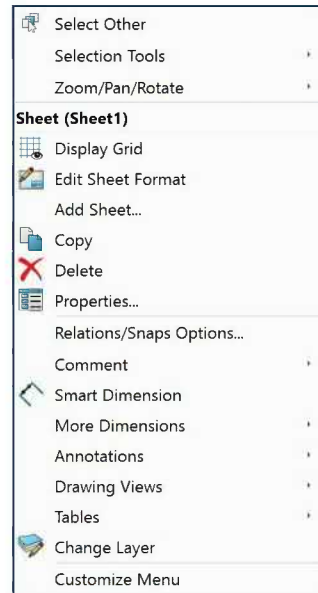 Select Other
Selection Tools
Zoom/Pan/Rotate
Sheet (Sheet1)
Display Grid
Edit Sheet Format
Add Sheet...
Copy
Delete
Properties...
Relations/Snaps Options...
Comment
Smart Dimension
More Dimensions
Annotations
Drawing Views
Tables
Change Layer
Customize Menu